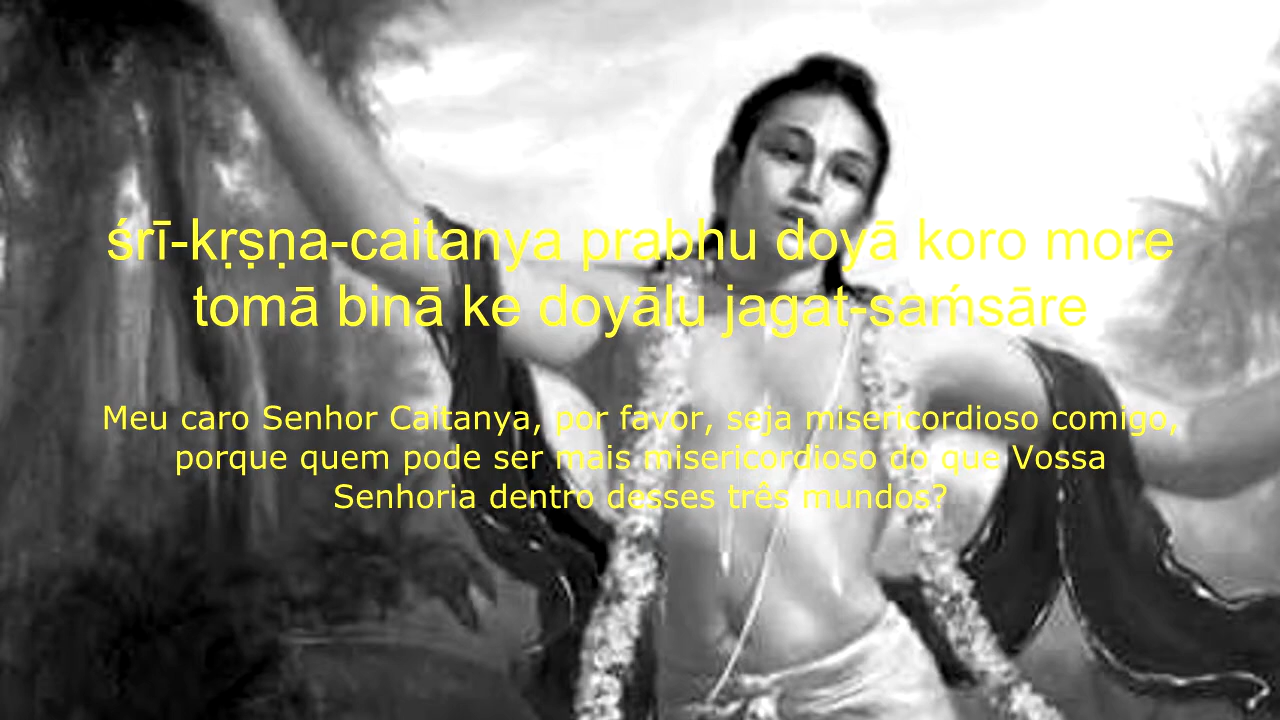 śrī-kṛṣṇa-caitanya prabhu doyā koro more
tomā binā ke doyālu jagat-saḿsāre
Meu caro Senhor Caitanya, por favor, seja misericordioso comigo,
porque quem pode ser mais misericordioso do que Vossa
Senhoria dentro desses três mundos?